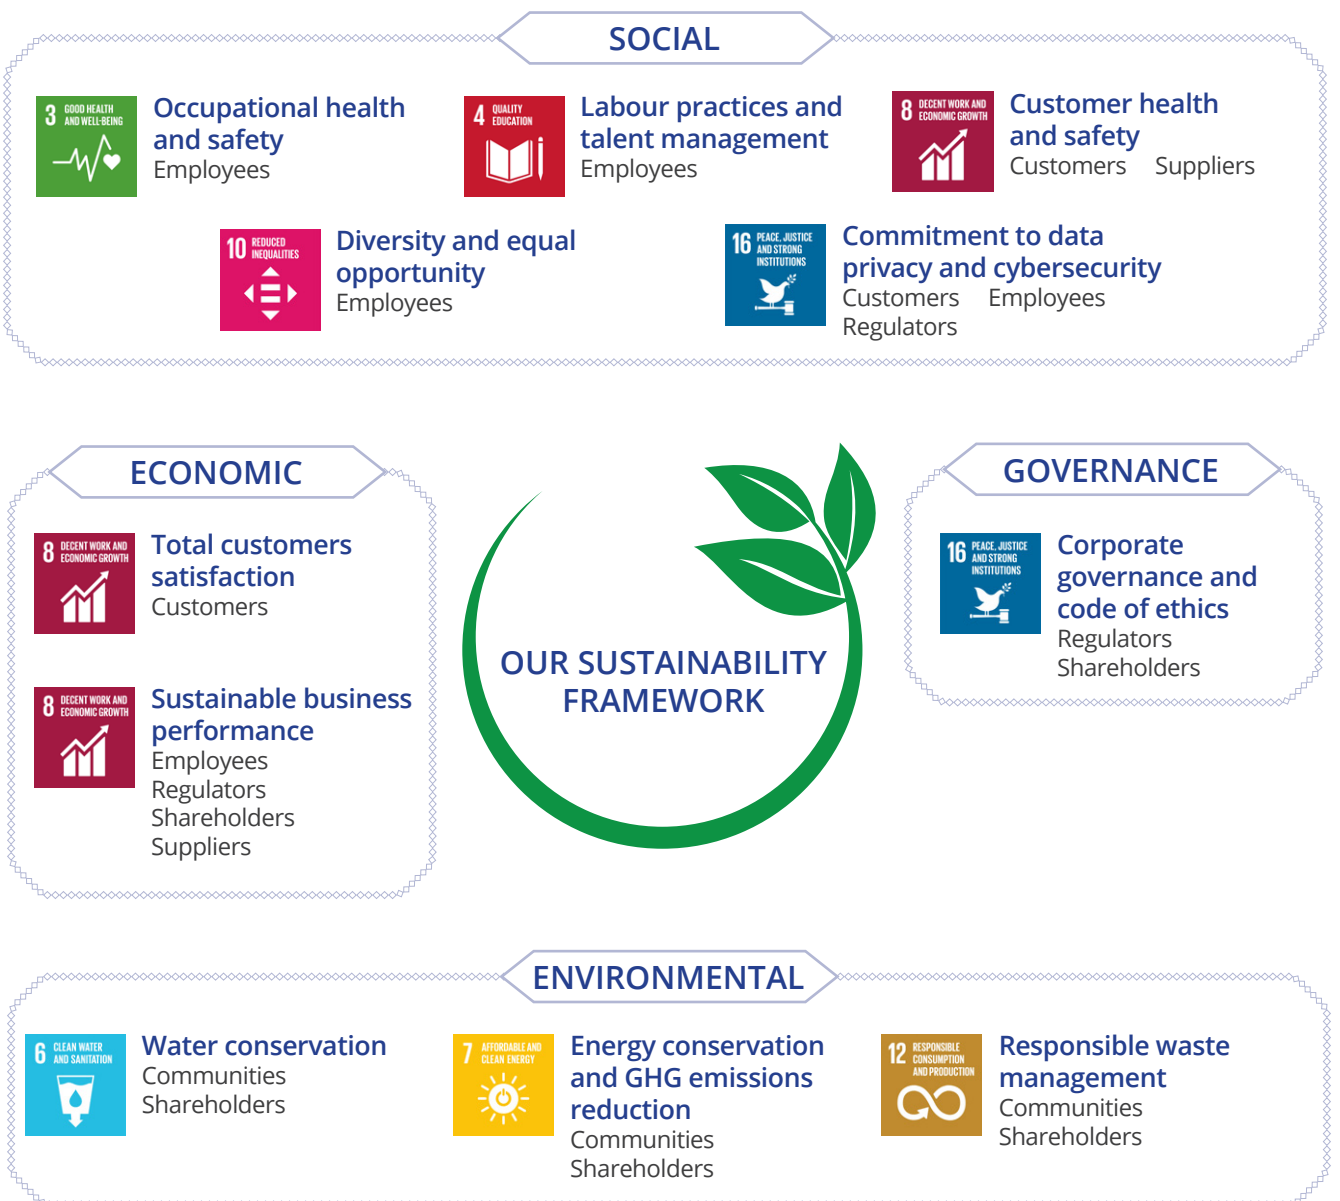 SOCIAL
3 GOOD HEALTH
AND WELL-BEING
Occupational health
and safety
Employees
4 QUALITY
EDUCATION
Labour practices and
talent management
Employees
8 DECENT WORK AND
ECONOMIC GROWTH
Customer health
and safety
Customers Suppliers
10 REDUCED
INEQUALITIES
Diversity and equal
opportunity
Employees
16 PEACE, JUSTICE
AND STRONG
INSTITUTIONS
Commitment to data
privacy and cybersecurity
Customers Employees
Regulators
ECONOMIC
8 DECENT WORK AND
ECONOMIC GROWTH
Total customers
satisfaction
Customers
8 DECENT WORK AND
ECONOMIC GROWTH
Sustainable business
performance
Employees
Regulators
Shareholders
Suppliers
OUR SUSTAINABILITY
FRAMEWORK
GOVERNANCE
16 PEACE, JUSTICE
AND STRONG
INSTITUTIONS
Corporate
governance and
code of ethics
Regulators
Shareholders
ENVIRONMENTAL
6 CLEAN WATER
AND SANITATION
Water conservation
Communities
Shareholders
7 AFFORDABLE AND
CLEAN ENERGY
Energy conservation
and GHG emissions
reduction
Communities
Shareholders
12 RESPONSIBLE
CONSUMPTION
AND PRODUCTION
Responsible waste
management
Communities
Shareholders